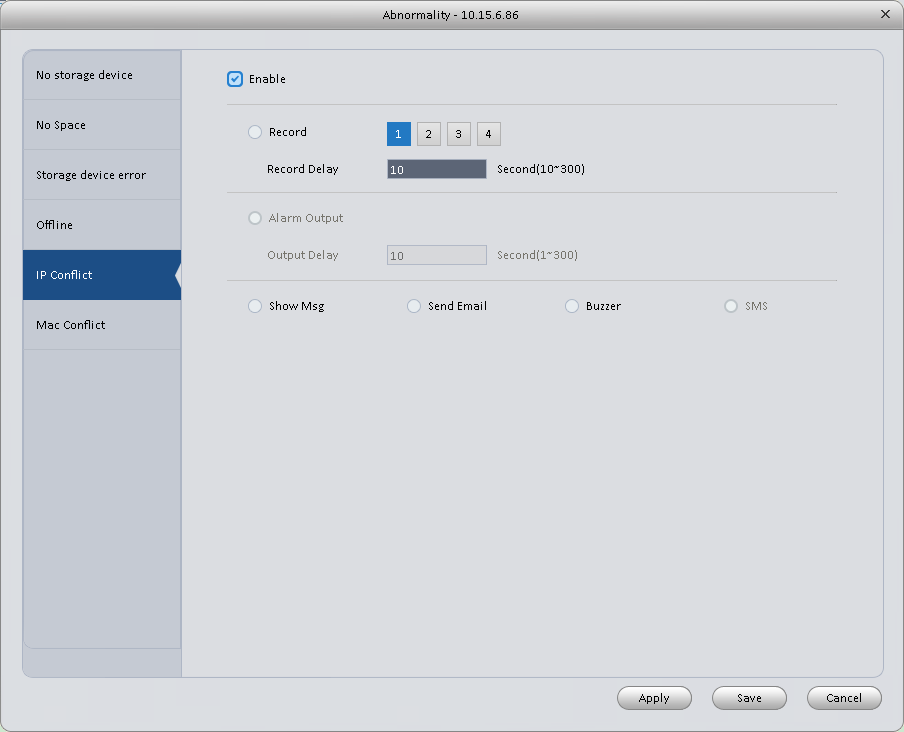 Abnormality - 10.15.6.86
No storage device
No Space
Storage device error
Offline
IP Conflict
Mac Conflict
Enable
Record 1 2 3 4
Record Delay 10 Second(10~300)
Alarm Output
Output Delay 10 Second(1~300)
Show Msg Send Email Buzzer SMS
Apply Save Cancel